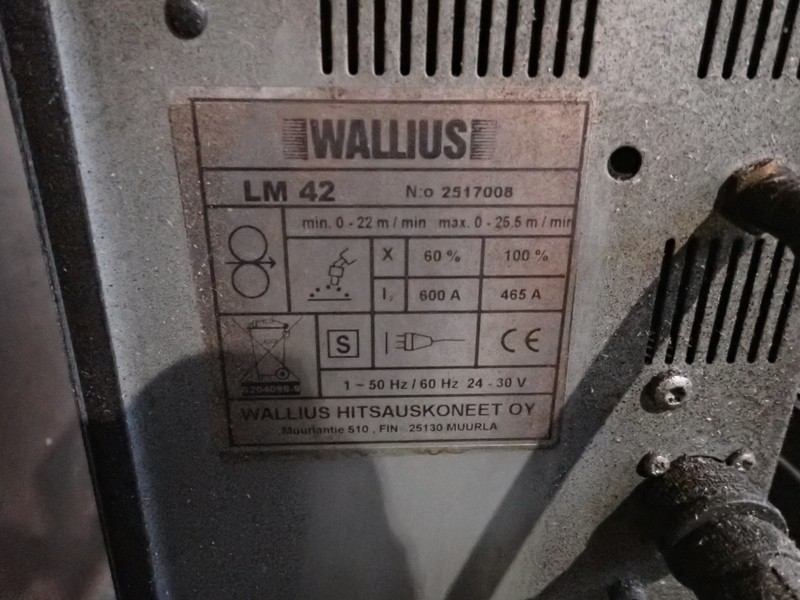 WALLIUS
LM 42 N:o 2517008
min. 0 - 22 m / min max. 0 - 25.5 m / min
X 60 % 100 %
I₂ 600 A 465 A
S CE
1 ~ 50 Hz / 60 Hz 24 - 30 V
WALLIUS HITSAUSKONEET OY
Muurlantie 510 , FIN 25130 MUURLA